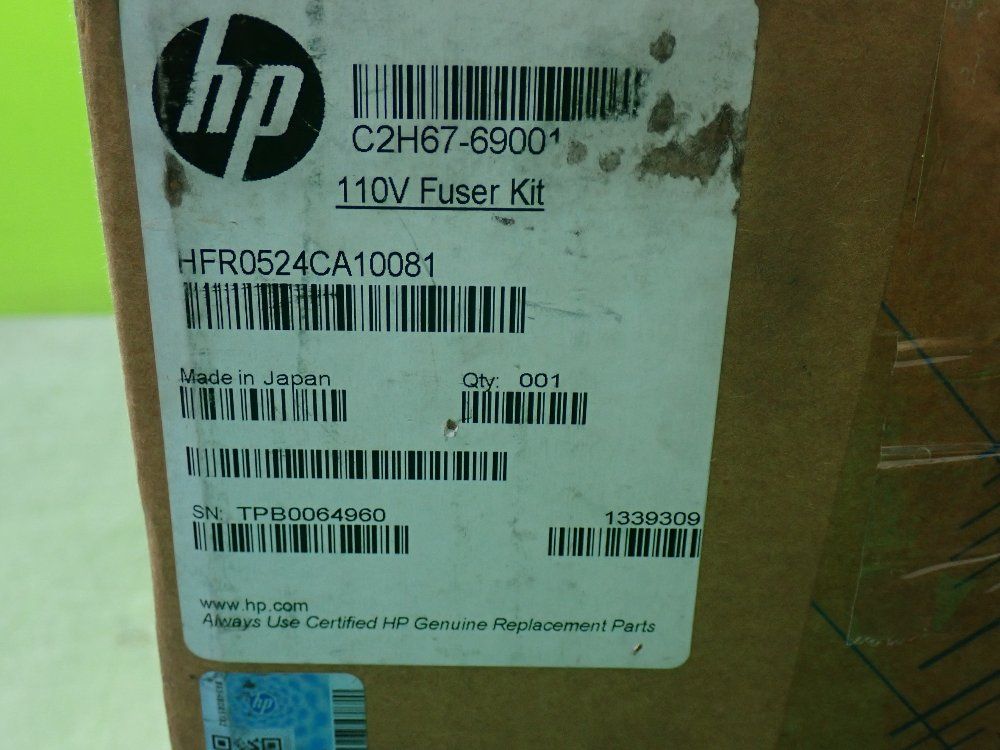 hp
C2H67-69001
110V Fuser Kit
HFR0524CA10081
Made in Japan
Qty: 001
SN: TPB0064960
1339309
www.hp.com
Always Use Certified HP Genuine Replacement Parts
hp